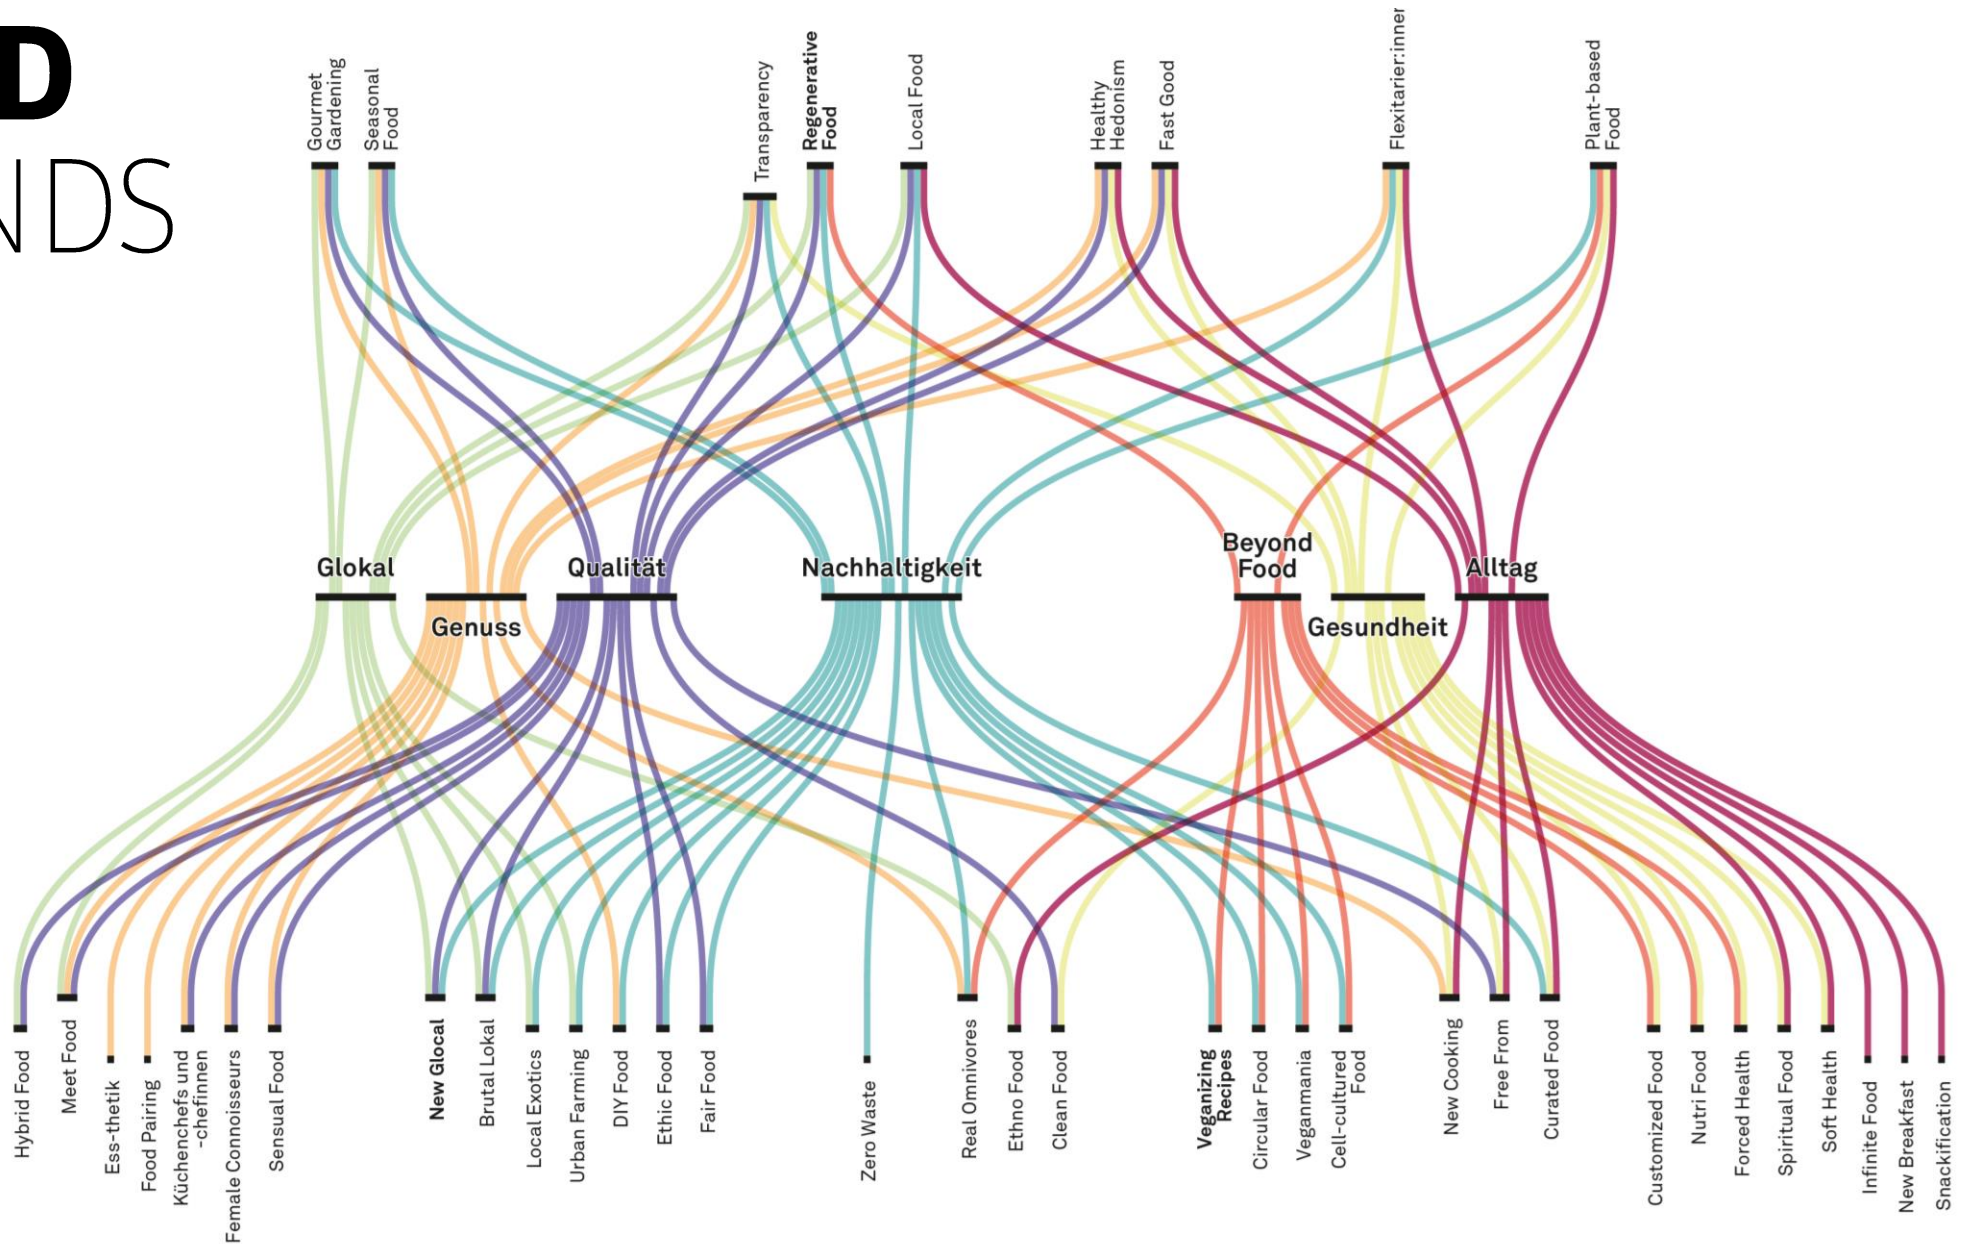 D
NDS
Gourmet
Gardening
Seasonal
Food
Transparency
Regenerative
Food
Local Food
Healthy
Hedonism
Fast Good
Flexitarier:inner
Plant-based
Food
Glokal
Genuss
Qualität
Nachhaltigkeit
Beyond
Food
Gesundheit
Alltag
Hybrid Food
Meet Food
Ess-thetik
Food Pairing
Küchenchefs und
-chefinnen
Female Connoisseurs
Sensual Food
New Glocal
Brutal Lokal
Local Exotics
Urban Farming
DIY Food
Ethic Food
Fair Food
Zero Waste
Real Omnivores
Ethno Food
Clean Food
Veganizing
Recipes
Circular Food
Veganmania
Cell-cultured
Food
New Cooking
Free From
Curated Food
Customized Food
Nutri Food
Forced Health
Spiritual Food
Soft Health
Infinite Food
New Breakfast
Snackification